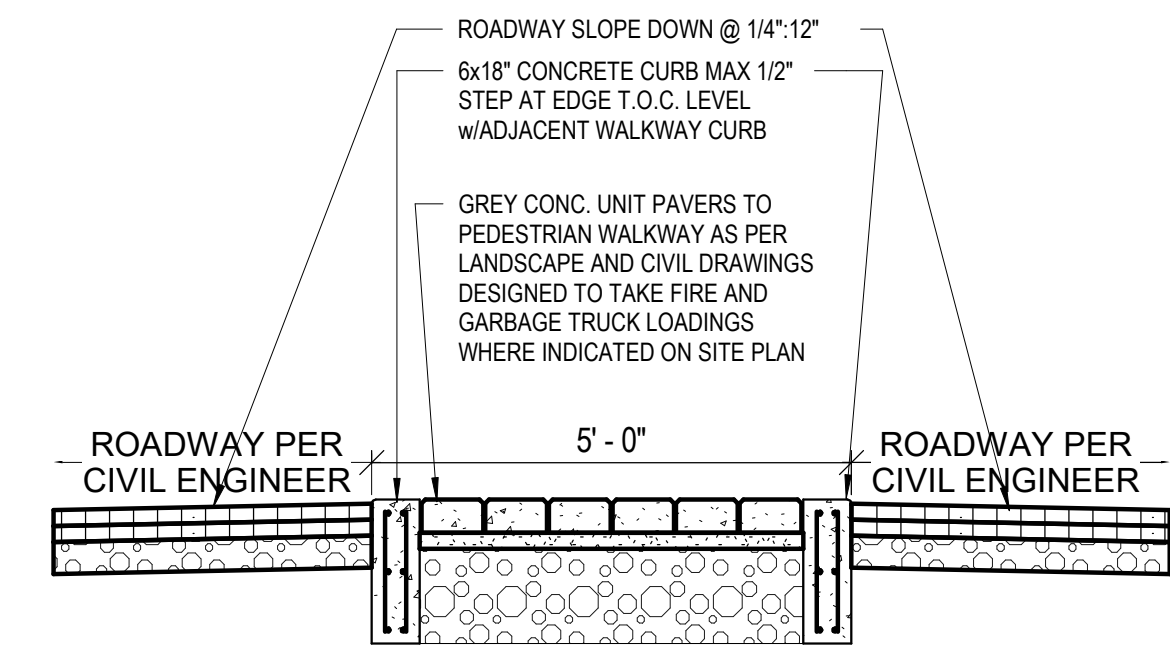 ROADWAY SLOPE DOWN @ 1/4":12"
6x18" CONCRETE CURB MAX 1/2"
STEP AT EDGE T.O.C. LEVEL
w/ADJACENT WALKWAY CURB
GREY CONC. UNIT PAVERS TO
PEDESTRIAN WALKWAY AS PER
LANDSCAPE AND CIVIL DRAWINGS
DESIGNED TO TAKE FIRE AND
GARBAGE TRUCK LOADINGS
WHERE INDICATED ON SITE PLAN
ROADWAY PER
CIVIL ENGINEER
5' - 0"
ROADWAY PER
CIVIL ENGINEER